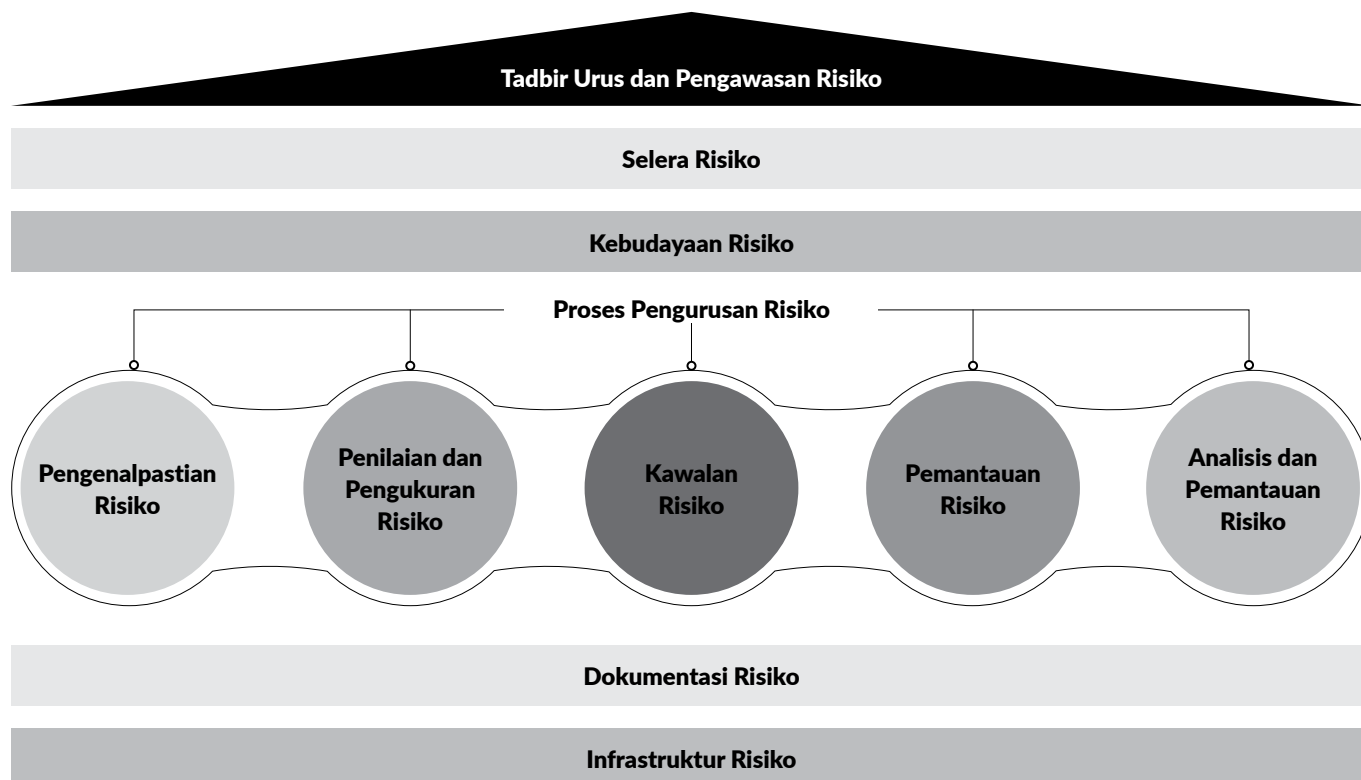 Tadbir Urus dan Pengawasan Risiko
Selera Risiko
Kebudayaan Risiko
Proses Pengurusan Risiko
Pengenalpastian
Risiko
Penilaian dan
Pengukuran
Risiko
Kawalan
Risiko
Pemantauan
Risiko
Analisis dan
Pemantauan
Risiko
Dokumentasi Risiko
Infrastruktur Risiko